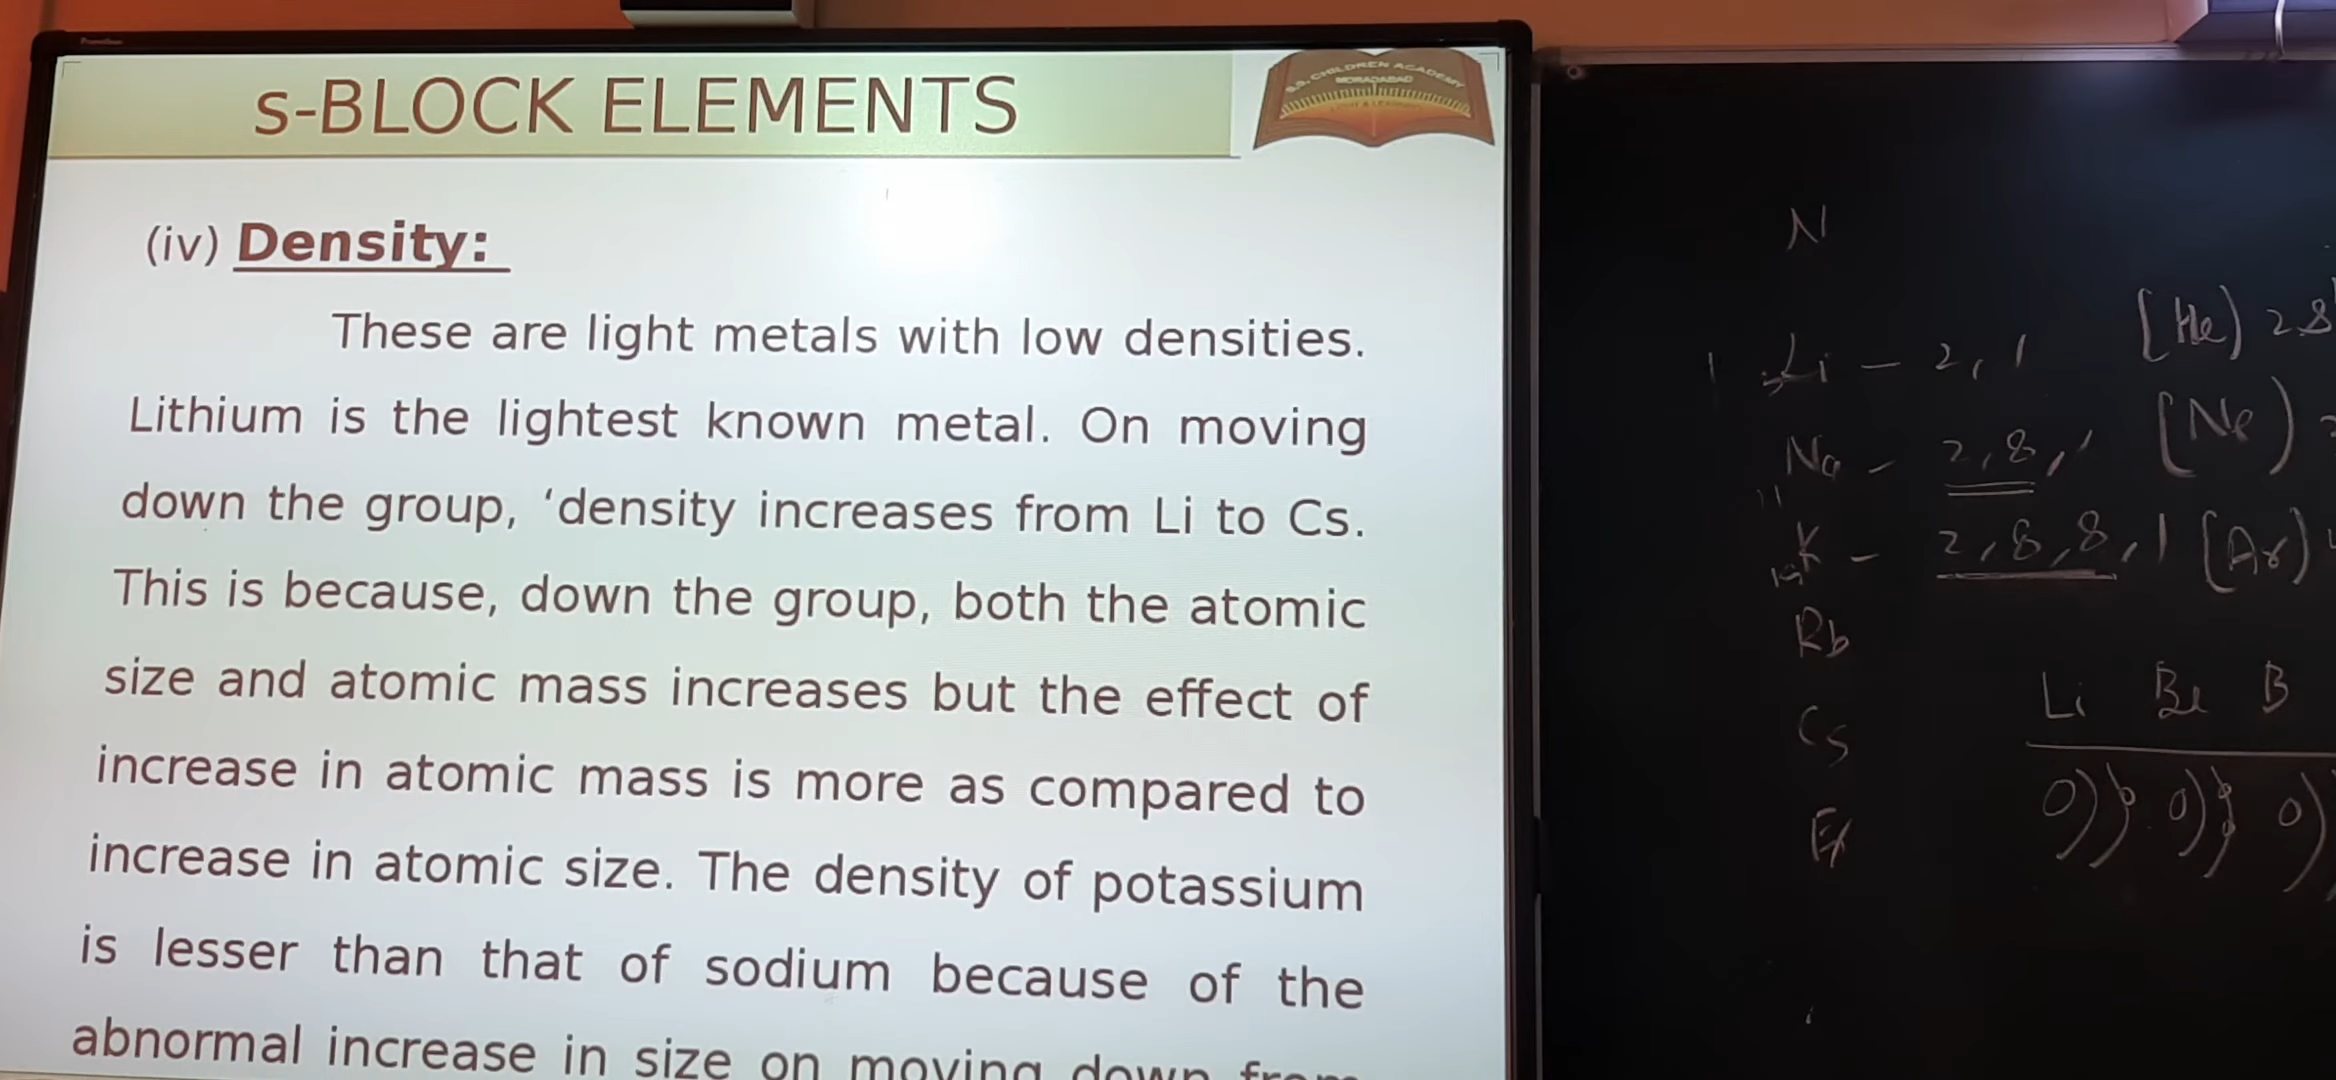 s-BLOCK ELEMENTS
S.S. CHILDREN ACADEMY
MORADABAD
(iv) Density:
These are light metals with low densities.
Lithium is the lightest known metal. On moving
down the group, ‘density increases from Li to Cs.
This is because, down the group, both the atomic
size and atomic mass increases but the effect of
increase in atomic mass is more as compared to
increase in atomic size. The density of potassium
is lesser than that of sodium because of the
abnormal increase in size on moving down from
N
Li - 2, 1 [He) 2s
Na - 2,8,1 [Ne)
K - 2,8,8,1 [Ar)
Rb
Cs
Li Be B